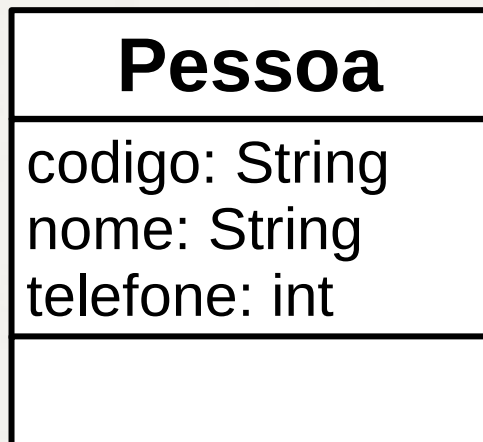 Pessoa
codigo: String
nome: String
telefone: int